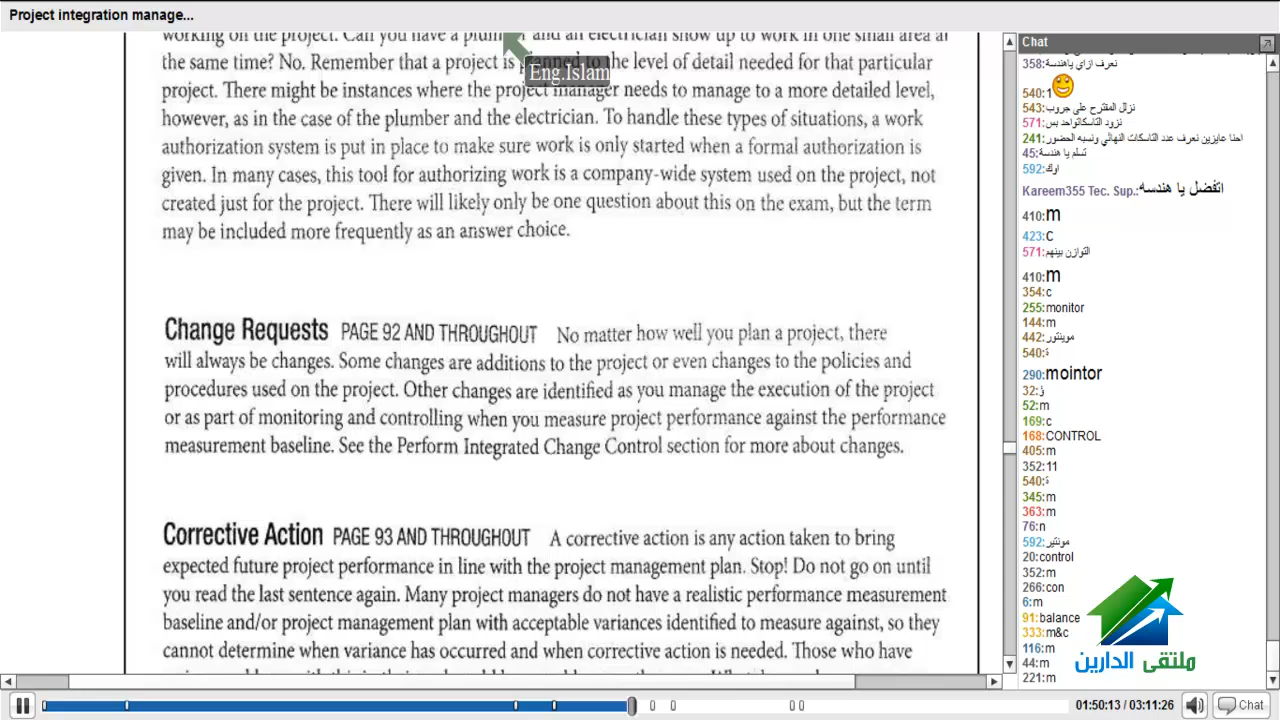 Project integration manage...
working on the project. Can you have a plumber and an electrician show up to work in one small area at
the same time? No. Remember that a project is planned to the level of detail needed for that particular
Eng.Islam
project. There might be instances where the project manager needs to manage to a more detailed level,
however, as in the case of the plumber and the electrician. To handle these types of situations, a work
authorization system is put in place to make sure work is only started when a formal authorization is
given. In many cases, this tool for authorizing work is a company-wide system used on the project, not
created just for the project. There will likely only be one question about this on the exam, but the term
may be included more frequently as an answer choice.
Change Requests PAGE 92 AND THROUGHOUT No matter how well you plan a project, there
will always be changes. Some changes are additions to the project or even changes to the policies and
procedures used on the project. Other changes are identified as you manage the execution of the project
or as part of monitoring and controlling when you measure project performance against the performance
measurement baseline. See the Perform Integrated Change Control section for more about changes.
Corrective Action PAGE 93 AND THROUGHOUT A corrective action is any action taken to bring
expected future project performance in line with the project management plan. Stop! Do not go on until
you read the last sentence again. Many project managers do not have a realistic performance measurement
baseline and/or project management plan with acceptable variances identified to measure against, so they
cannot determine when variance has occurred and when corrective action is needed. Those who have
Chat
358: نعرف ازاي ياهندسة
540: 1
543: نزال المقترح على جروب
571: نزود التاسكاتواحد بس
241: احنا عايزين نعرف عدد التاسكات النهائي ونسبه الحضور
45: تسلم يا هندسة
592: اوك
Kareem355 Tec. Sup.: اتفضل يا هندسه
410: m
423: C
571: التوازن بينهم
410: m
354: c
255: monitor
144: m
442: موينتور
540: ة
290: mointor
32: ؤ
52: m
169: c
168: CONTROL
405: m
352: 11
540: ة
345: m
363: m
76: n
592: مونتير
20: control
352: m
266: con
6: m
91: balance
333: m&c
116: m
44: m
221: m
ملتقى الدارين
01:50:13 / 03:11:26
Chat